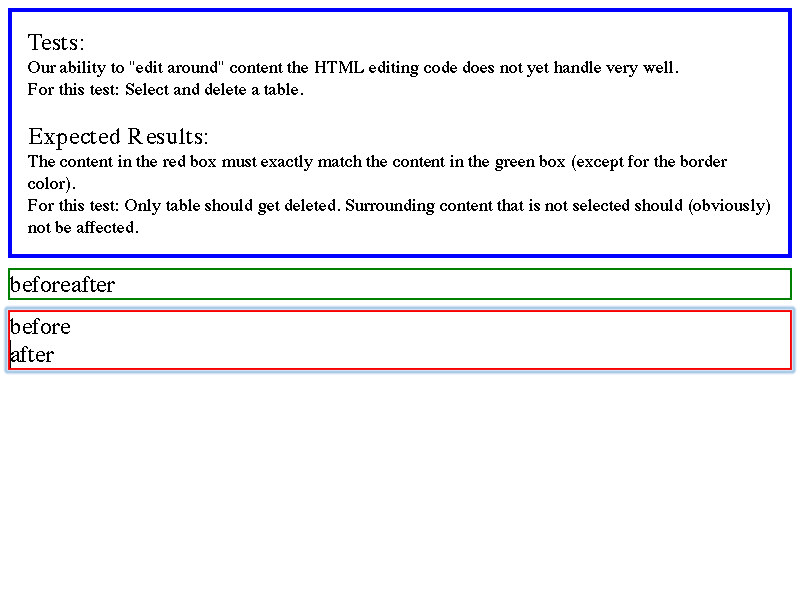 Tests:
Our ability to "edit around" content the HTML editing code does not yet handle very well.
For this test: Select and delete a table.
Expected Results:
The content in the red box must exactly match the content in the green box (except for the border
color).
For this test: Only table should get deleted. Surrounding content that is not selected should (obviously)
not be affected.
beforeafter
before
after